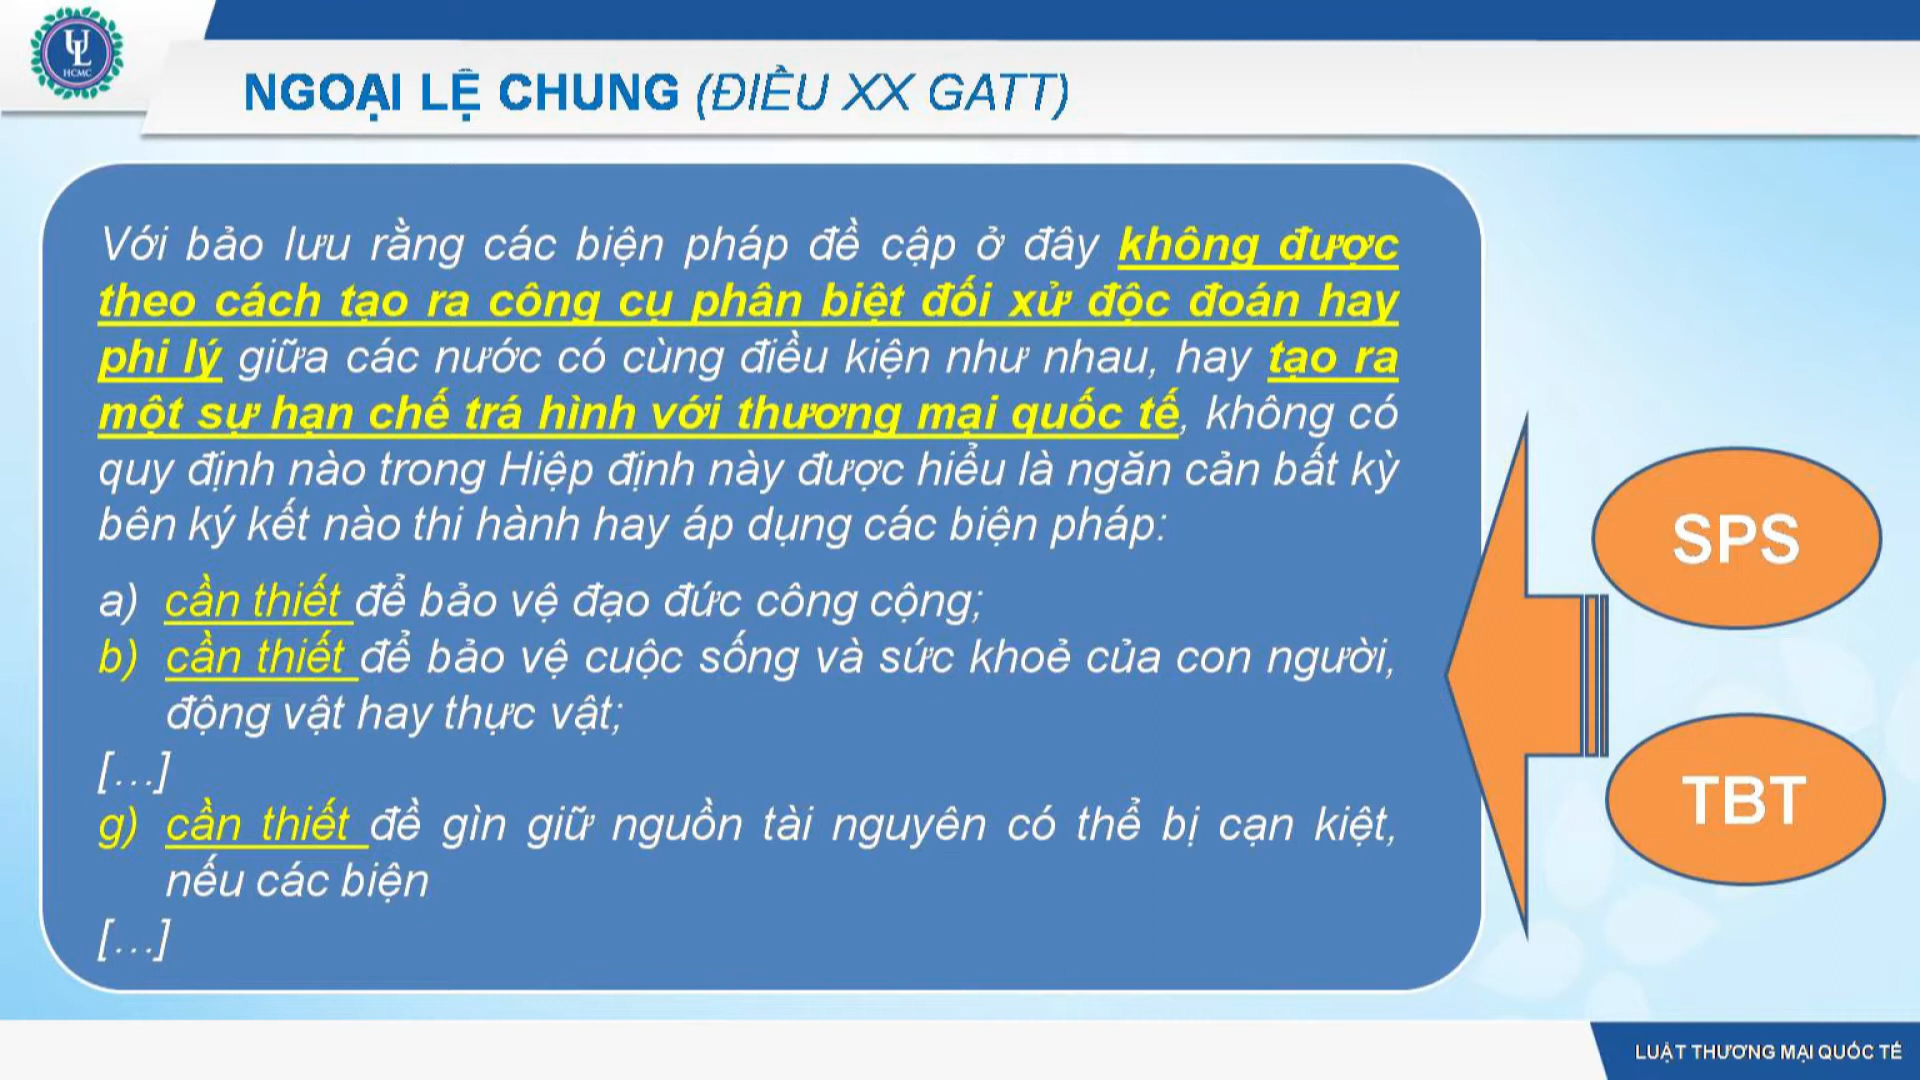 UL
HCMC
NGOẠI LỆ CHUNG (ĐIỀU XX GATT)
Với bảo lưu rằng các biện pháp đề cập ở đây không được
theo cách tạo ra công cụ phân biệt đối xử độc đoán hay
phi lý giữa các nước có cùng điều kiện như nhau, hay tạo ra
một sự hạn chế trá hình với thương mại quốc tế, không có
quy định nào trong Hiệp định này được hiểu là ngăn cản bất kỳ
bên ký kết nào thi hành hay áp dụng các biện pháp:
a) cần thiết để bảo vệ đạo đức công cộng;
b) cần thiết để bảo vệ cuộc sống và sức khoẻ của con người,
động vật hay thực vật;
[…]
g) cần thiết đề gìn giữ nguồn tài nguyên có thể bị cạn kiệt,
nếu các biện
[…]
SPS
TBT
LUẬT THƯƠNG MẠI QUỐC TẾ